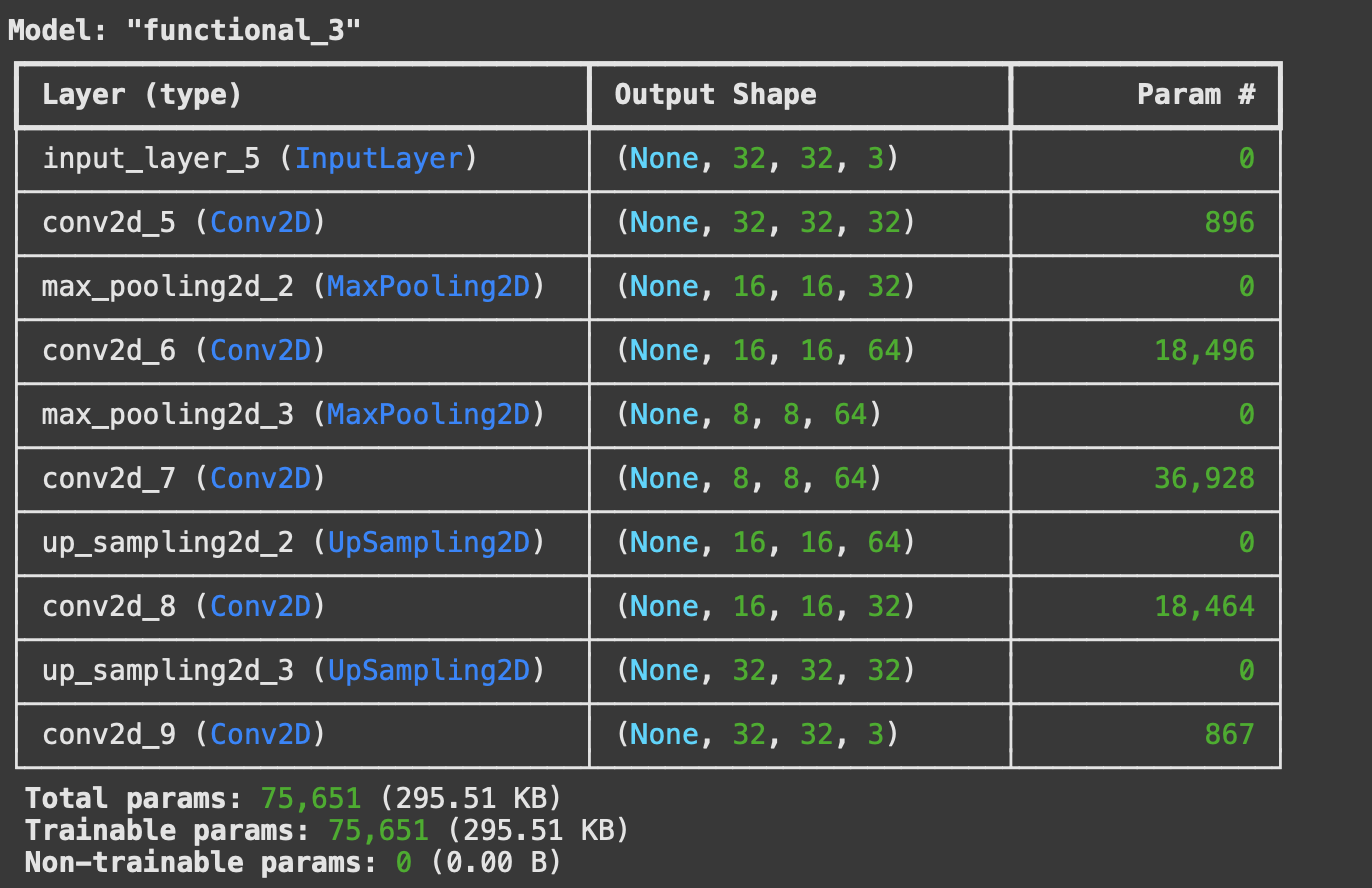 Model: "functional_3"
Layer (type) Output Shape Param #
input_layer_5 (InputLayer) (None, 32, 32, 3) 0
conv2d_5 (Conv2D) (None, 32, 32, 32) 896
max_pooling2d_2 (MaxPooling2D) (None, 16, 16, 32) 0
conv2d_6 (Conv2D) (None, 16, 16, 64) 18,496
max_pooling2d_3 (MaxPooling2D) (None, 8, 8, 64) 0
conv2d_7 (Conv2D) (None, 8, 8, 64) 36,928
up_sampling2d_2 (UpSampling2D) (None, 16, 16, 64) 0
conv2d_8 (Conv2D) (None, 16, 16, 32) 18,464
up_sampling2d_3 (UpSampling2D) (None, 32, 32, 32) 0
conv2d_9 (Conv2D) (None, 32, 32, 3) 867
Total params: 75,651 (295.51 KB)
Trainable params: 75,651 (295.51 KB)
Non-trainable params: 0 (0.00 B)